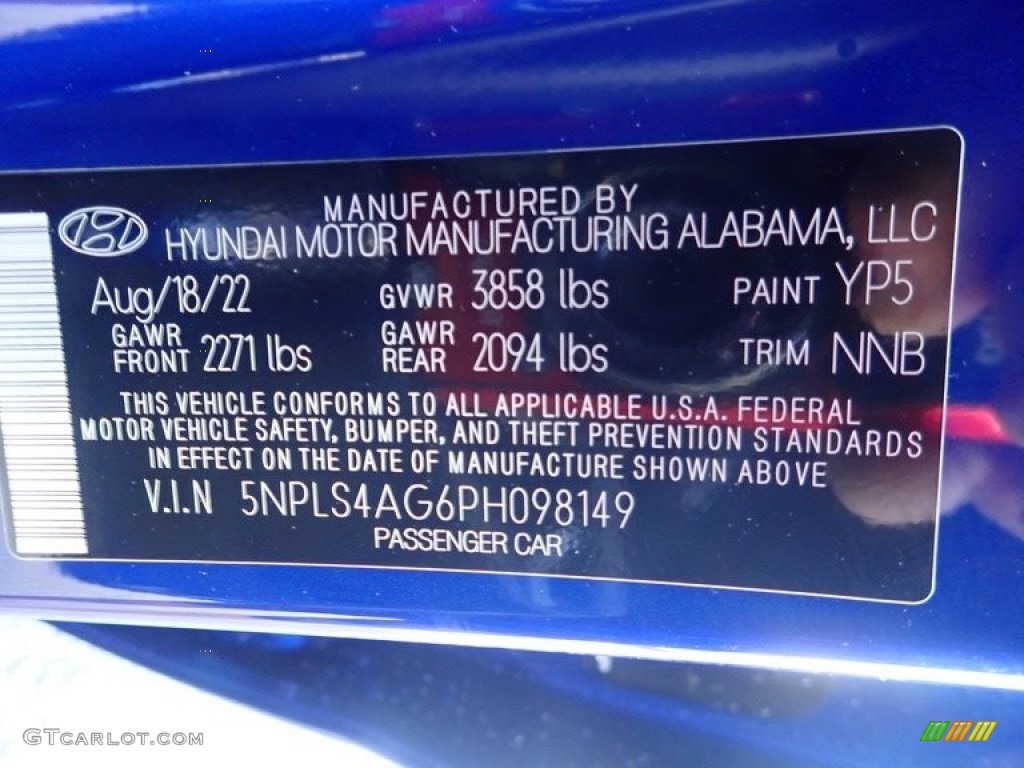 MANUFACTURED BY
HYUNDAI MOTOR MANUFACTURING ALABAMA, LLC
Aug/18/22 GVWR 3858 lbs PAINT YP5
GAWR FRONT 2271 lbs GAWR REAR 2094 lbs TRIM NNB
THIS VEHICLE CONFORMS TO ALL APPLICABLE U.S.A. FEDERAL
MOTOR VEHICLE SAFETY, BUMPER, AND THEFT PREVENTION STANDARDS
IN EFFECT ON THE DATE OF MANUFACTURE SHOWN ABOVE
V.I.N 5NPLS4AG6PH098149
PASSENGER CAR
GTCARLOT.COM